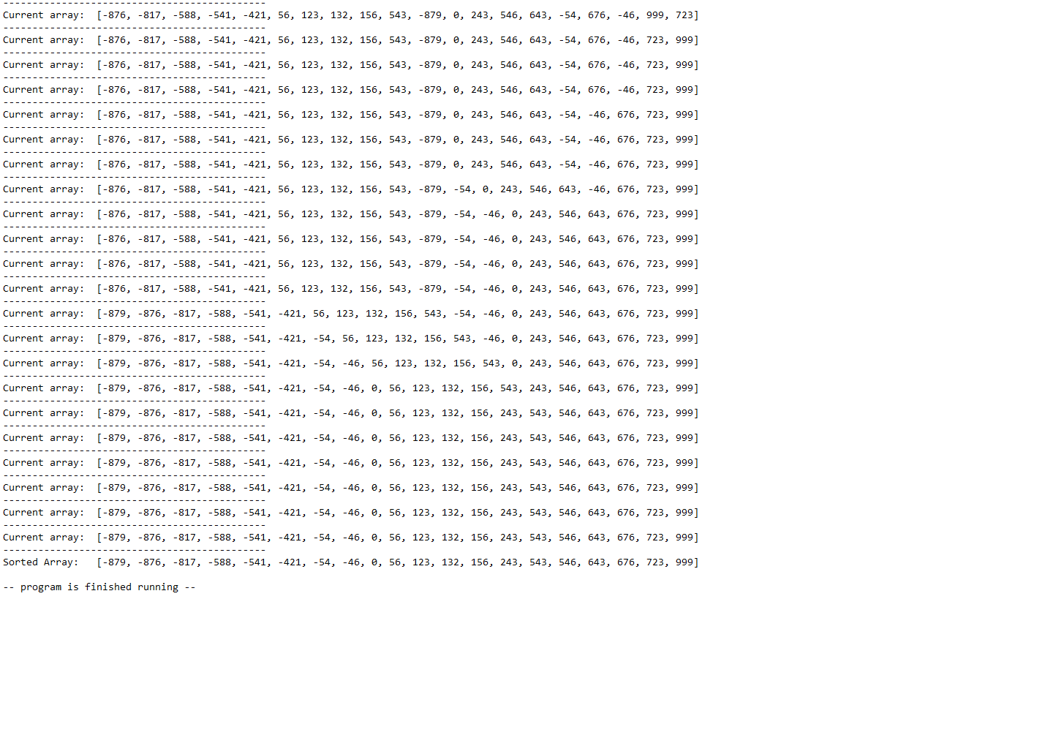 ---------------------------------------------
Current array:  [-876, -817, -588, -541, -421, 56, 123, 132, 156, 543, -879, 0, 243, 546, 643, -54, 676, -46, 999, 723]
---------------------------------------------
Current array:  [-876, -817, -588, -541, -421, 56, 123, 132, 156, 543, -879, 0, 243, 546, 643, -54, 676, -46, 723, 999]
---------------------------------------------
Current array:  [-876, -817, -588, -541, -421, 56, 123, 132, 156, 543, -879, 0, 243, 546, 643, -54, 676, -46, 723, 999]
---------------------------------------------
Current array:  [-876, -817, -588, -541, -421, 56, 123, 132, 156, 543, -879, 0, 243, 546, 643, -54, 676, -46, 723, 999]
---------------------------------------------
Current array:  [-876, -817, -588, -541, -421, 56, 123, 132, 156, 543, -879, 0, 243, 546, 643, -54, -46, 676, 723, 999]
---------------------------------------------
Current array:  [-876, -817, -588, -541, -421, 56, 123, 132, 156, 543, -879, 0, 243, 546, 643, -54, -46, 676, 723, 999]
---------------------------------------------
Current array:  [-876, -817, -588, -541, -421, 56, 123, 132, 156, 543, -879, 0, 243, 546, 643, -54, -46, 676, 723, 999]
---------------------------------------------
Current array:  [-876, -817, -588, -541, -421, 56, 123, 132, 156, 543, -879, -54, 0, 243, 546, 643, -46, 676, 723, 999]
---------------------------------------------
Current array:  [-876, -817, -588, -541, -421, 56, 123, 132, 156, 543, -879, -54, -46, 0, 243, 546, 643, 676, 723, 999]
---------------------------------------------
Current array:  [-876, -817, -588, -541, -421, 56, 123, 132, 156, 543, -879, -54, -46, 0, 243, 546, 643, 676, 723, 999]
---------------------------------------------
Current array:  [-876, -817, -588, -541, -421, 56, 123, 132, 156, 543, -879, -54, -46, 0, 243, 546, 643, 676, 723, 999]
---------------------------------------------
Current array:  [-876, -817, -588, -541, -421, 56, 123, 132, 156, 543, -879, -54, -46, 0, 243, 546, 643, 676, 723, 999]
---------------------------------------------
Current array:  [-879, -876, -817, -588, -541, -421, 56, 123, 132, 156, 543, -54, -46, 0, 243, 546, 643, 676, 723, 999]
---------------------------------------------
Current array:  [-879, -876, -817, -588, -541, -421, -54, 56, 123, 132, 156, 543, -46, 0, 243, 546, 643, 676, 723, 999]
---------------------------------------------
Current array:  [-879, -876, -817, -588, -541, -421, -54, -46, 56, 123, 132, 156, 543, 0, 243, 546, 643, 676, 723, 999]
---------------------------------------------
Current array:  [-879, -876, -817, -588, -541, -421, -54, -46, 0, 56, 123, 132, 156, 543, 243, 546, 643, 676, 723, 999]
---------------------------------------------
Current array:  [-879, -876, -817, -588, -541, -421, -54, -46, 0, 56, 123, 132, 156, 243, 543, 546, 643, 676, 723, 999]
---------------------------------------------
Current array:  [-879, -876, -817, -588, -541, -421, -54, -46, 0, 56, 123, 132, 156, 243, 543, 546, 643, 676, 723, 999]
---------------------------------------------
Current array:  [-879, -876, -817, -588, -541, -421, -54, -46, 0, 56, 123, 132, 156, 243, 543, 546, 643, 676, 723, 999]
---------------------------------------------
Current array:  [-879, -876, -817, -588, -541, -421, -54, -46, 0, 56, 123, 132, 156, 243, 543, 546, 643, 676, 723, 999]
---------------------------------------------
Current array:  [-879, -876, -817, -588, -541, -421, -54, -46, 0, 56, 123, 132, 156, 243, 543, 546, 643, 676, 723, 999]
---------------------------------------------
Current array:  [-879, -876, -817, -588, -541, -421, -54, -46, 0, 56, 123, 132, 156, 243, 543, 546, 643, 676, 723, 999]
---------------------------------------------
Sorted Array:   [-879, -876, -817, -588, -541, -421, -54, -46, 0, 56, 123, 132, 156, 243, 543, 546, 643, 676, 723, 999]
-- program is finished running --